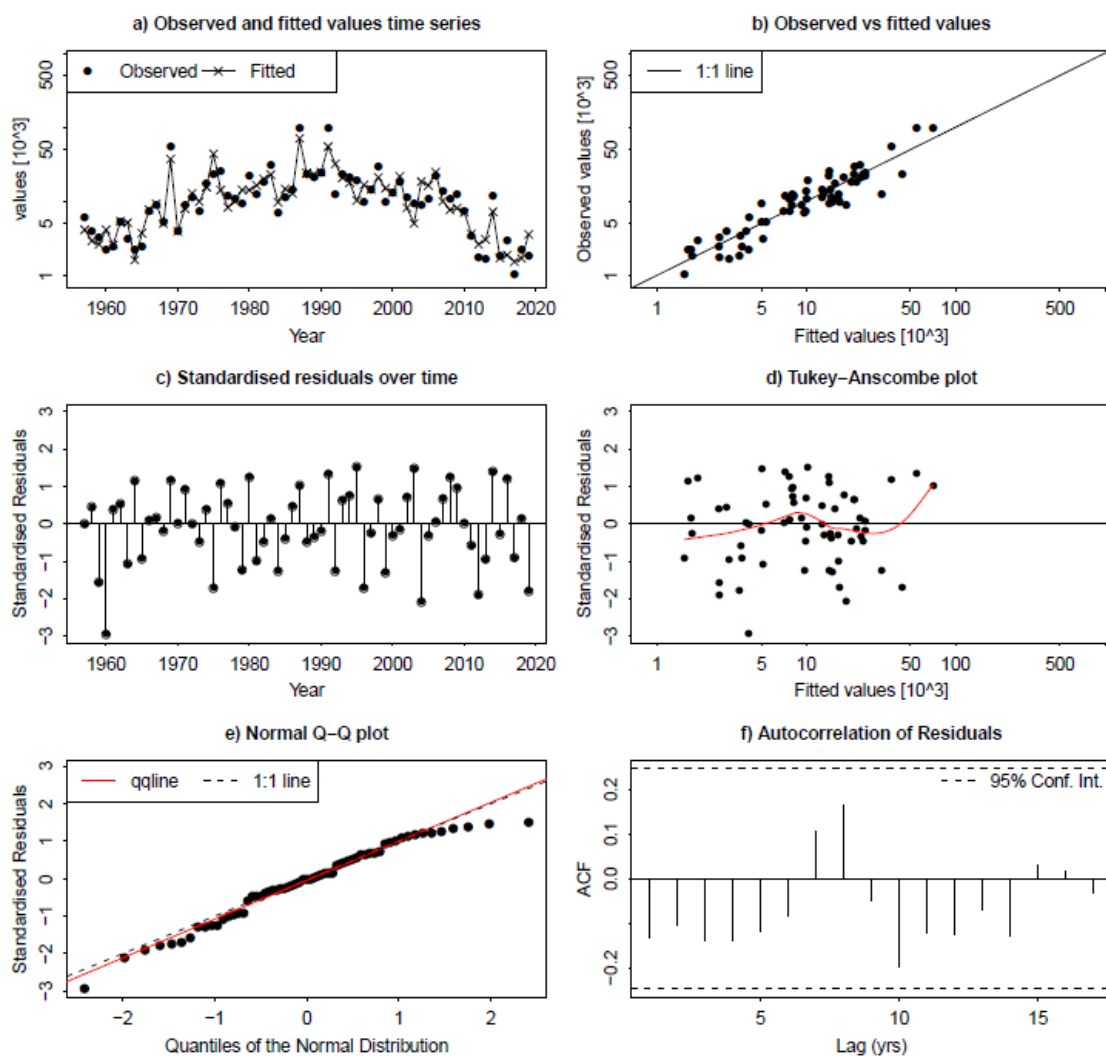 a) Observed and fitted values time series
Observed Fitted
values [10^3]
500
50
5
1
1960 1970 1980 1990 2000 2010 2020
Year
b) Observed vs fitted values
1:1 line
Observed values [10^3]
500
50
5
1
1 5 10 50 100 500
Fitted values [10^3]
c) Standardised residuals over time
Standardised Residuals
3
2
1
0
−1
−2
−3
1960 1970 1980 1990 2000 2010 2020
Year
d) Tukey−Anscombe plot
Standardised Residuals
3
2
1
0
−1
−2
−3
1 5 10 50 100 500
Fitted values [10^3]
e) Normal Q−Q plot
qqline 1:1 line
Standardised Residuals
3
2
1
0
−1
−2
−3
−2 −1 0 1 2
Quantiles of the Normal Distribution
f) Autocorrelation of Residuals
95% Conf. Int.
ACF
0.2
0.1
0.0
−0.2
5 10 15
Lag (yrs)